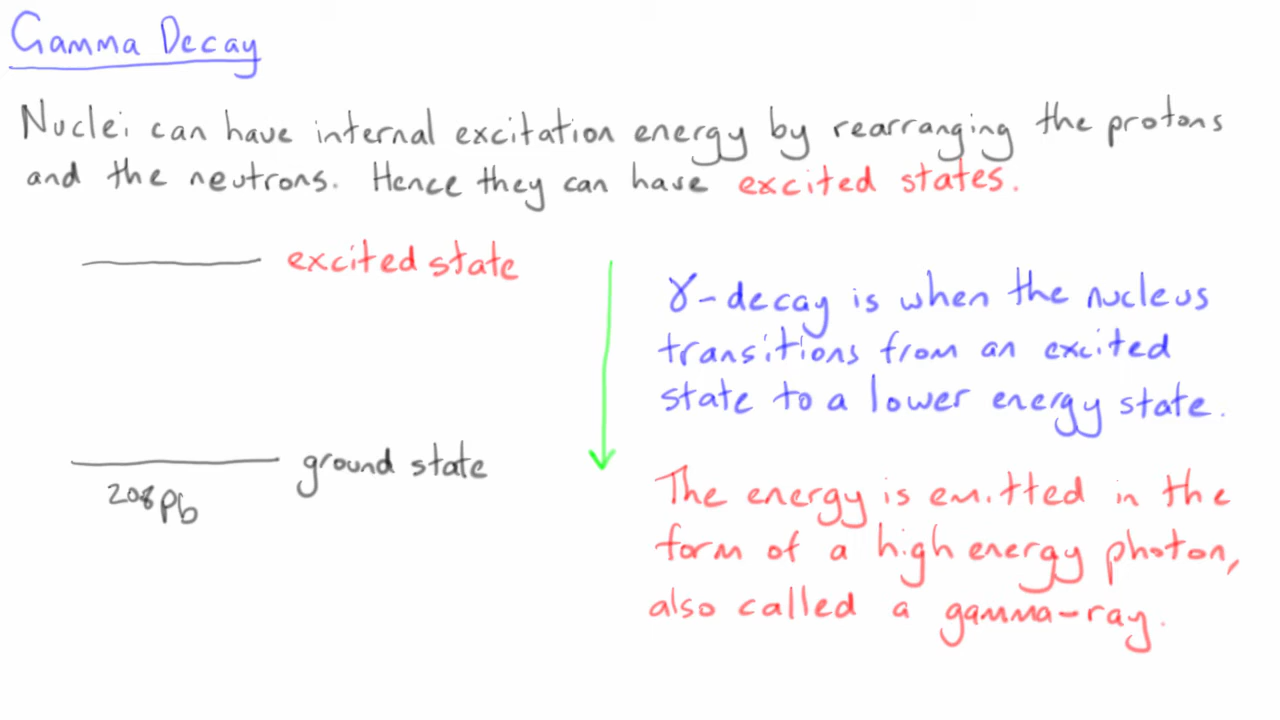 Gamma Decay
Nuclei can have internal excitation energy by rearranging the protons
and the neutrons. Hence they can have excited states.
excited state
ground state
208Pb
γ-decay is when the nucleus
transitions from an excited
state to a lower energy state.
The energy is emitted in the
form of a high energy photon,
also called a gamma-ray.